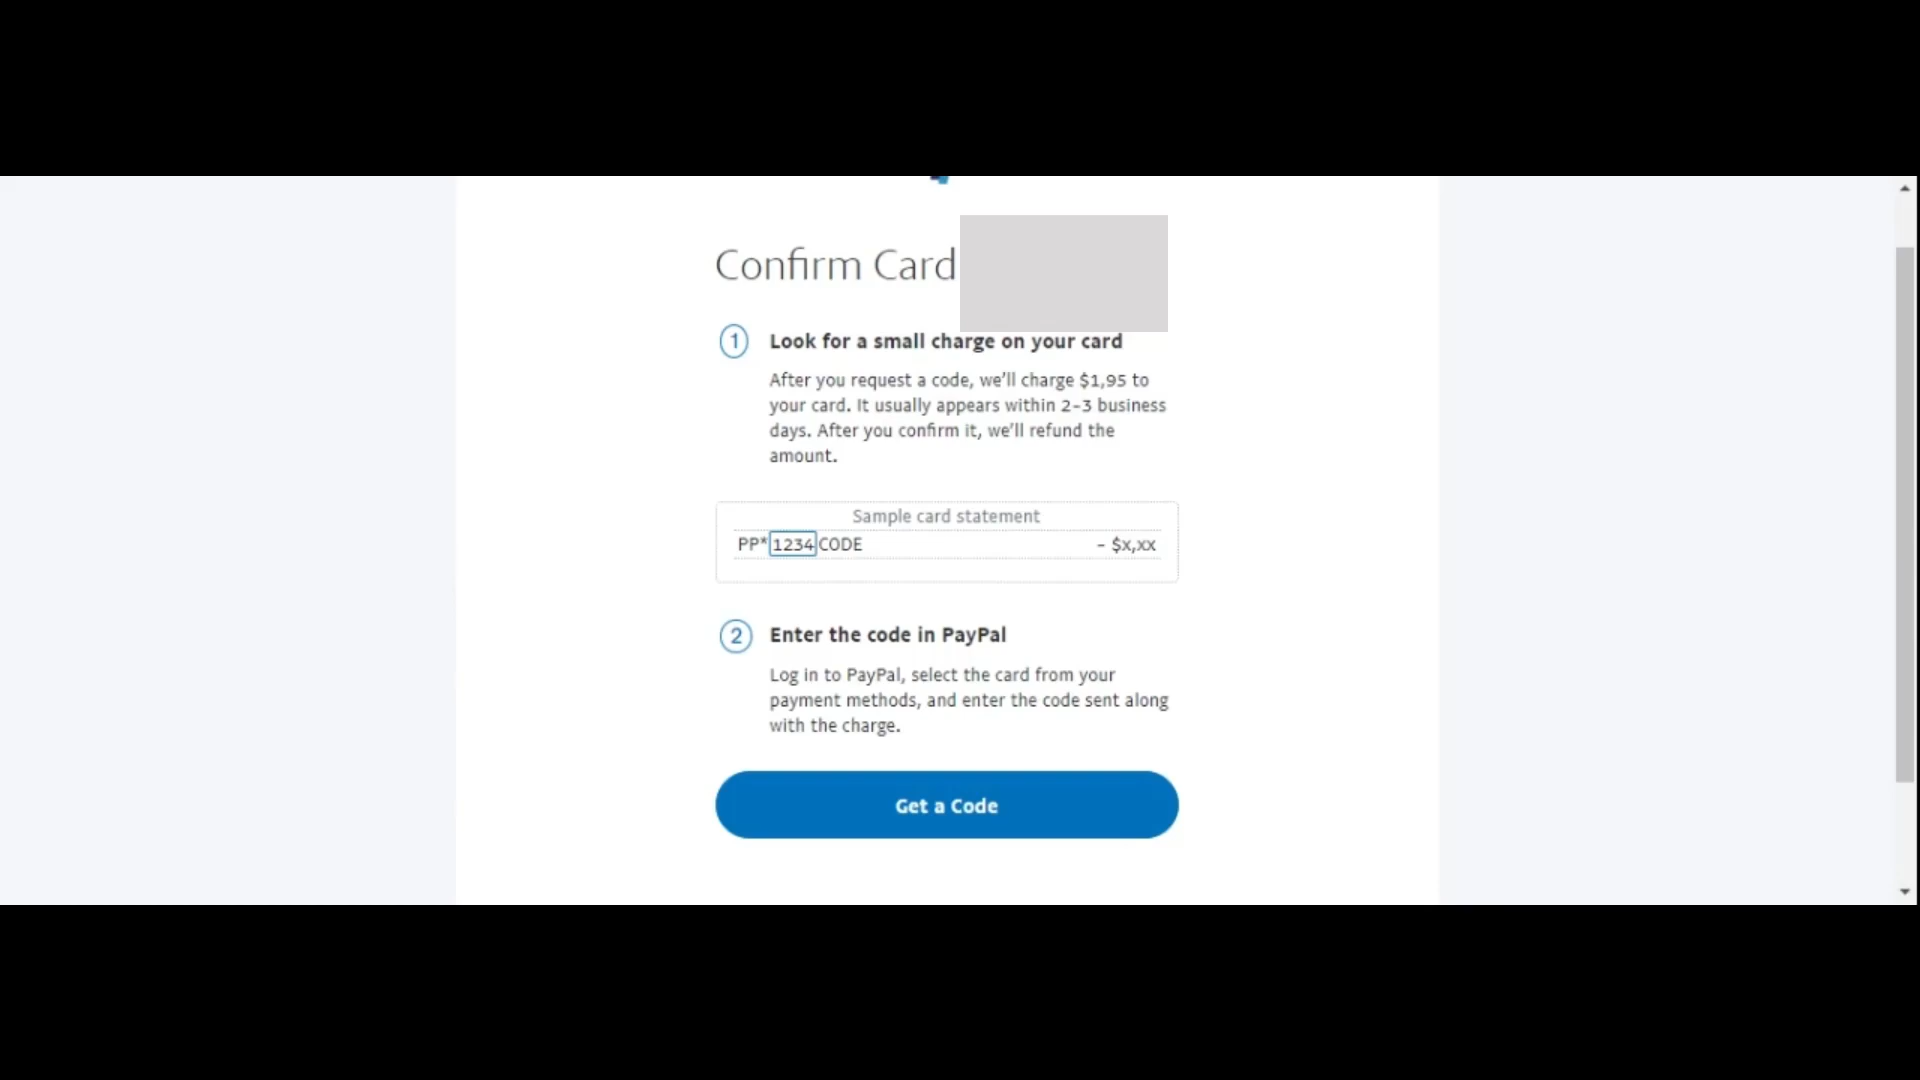 Confirm Card
1 Look for a small charge on your card
After you request a code, we'll charge $1,95 to
your card. It usually appears within 2-3 business
days. After you confirm it, we'll refund the
amount.
Sample card statement
PP*1234CODE - $x,xx
2 Enter the code in PayPal
Log in to PayPal, select the card from your
payment methods, and enter the code sent along
with the charge.
Get a Code